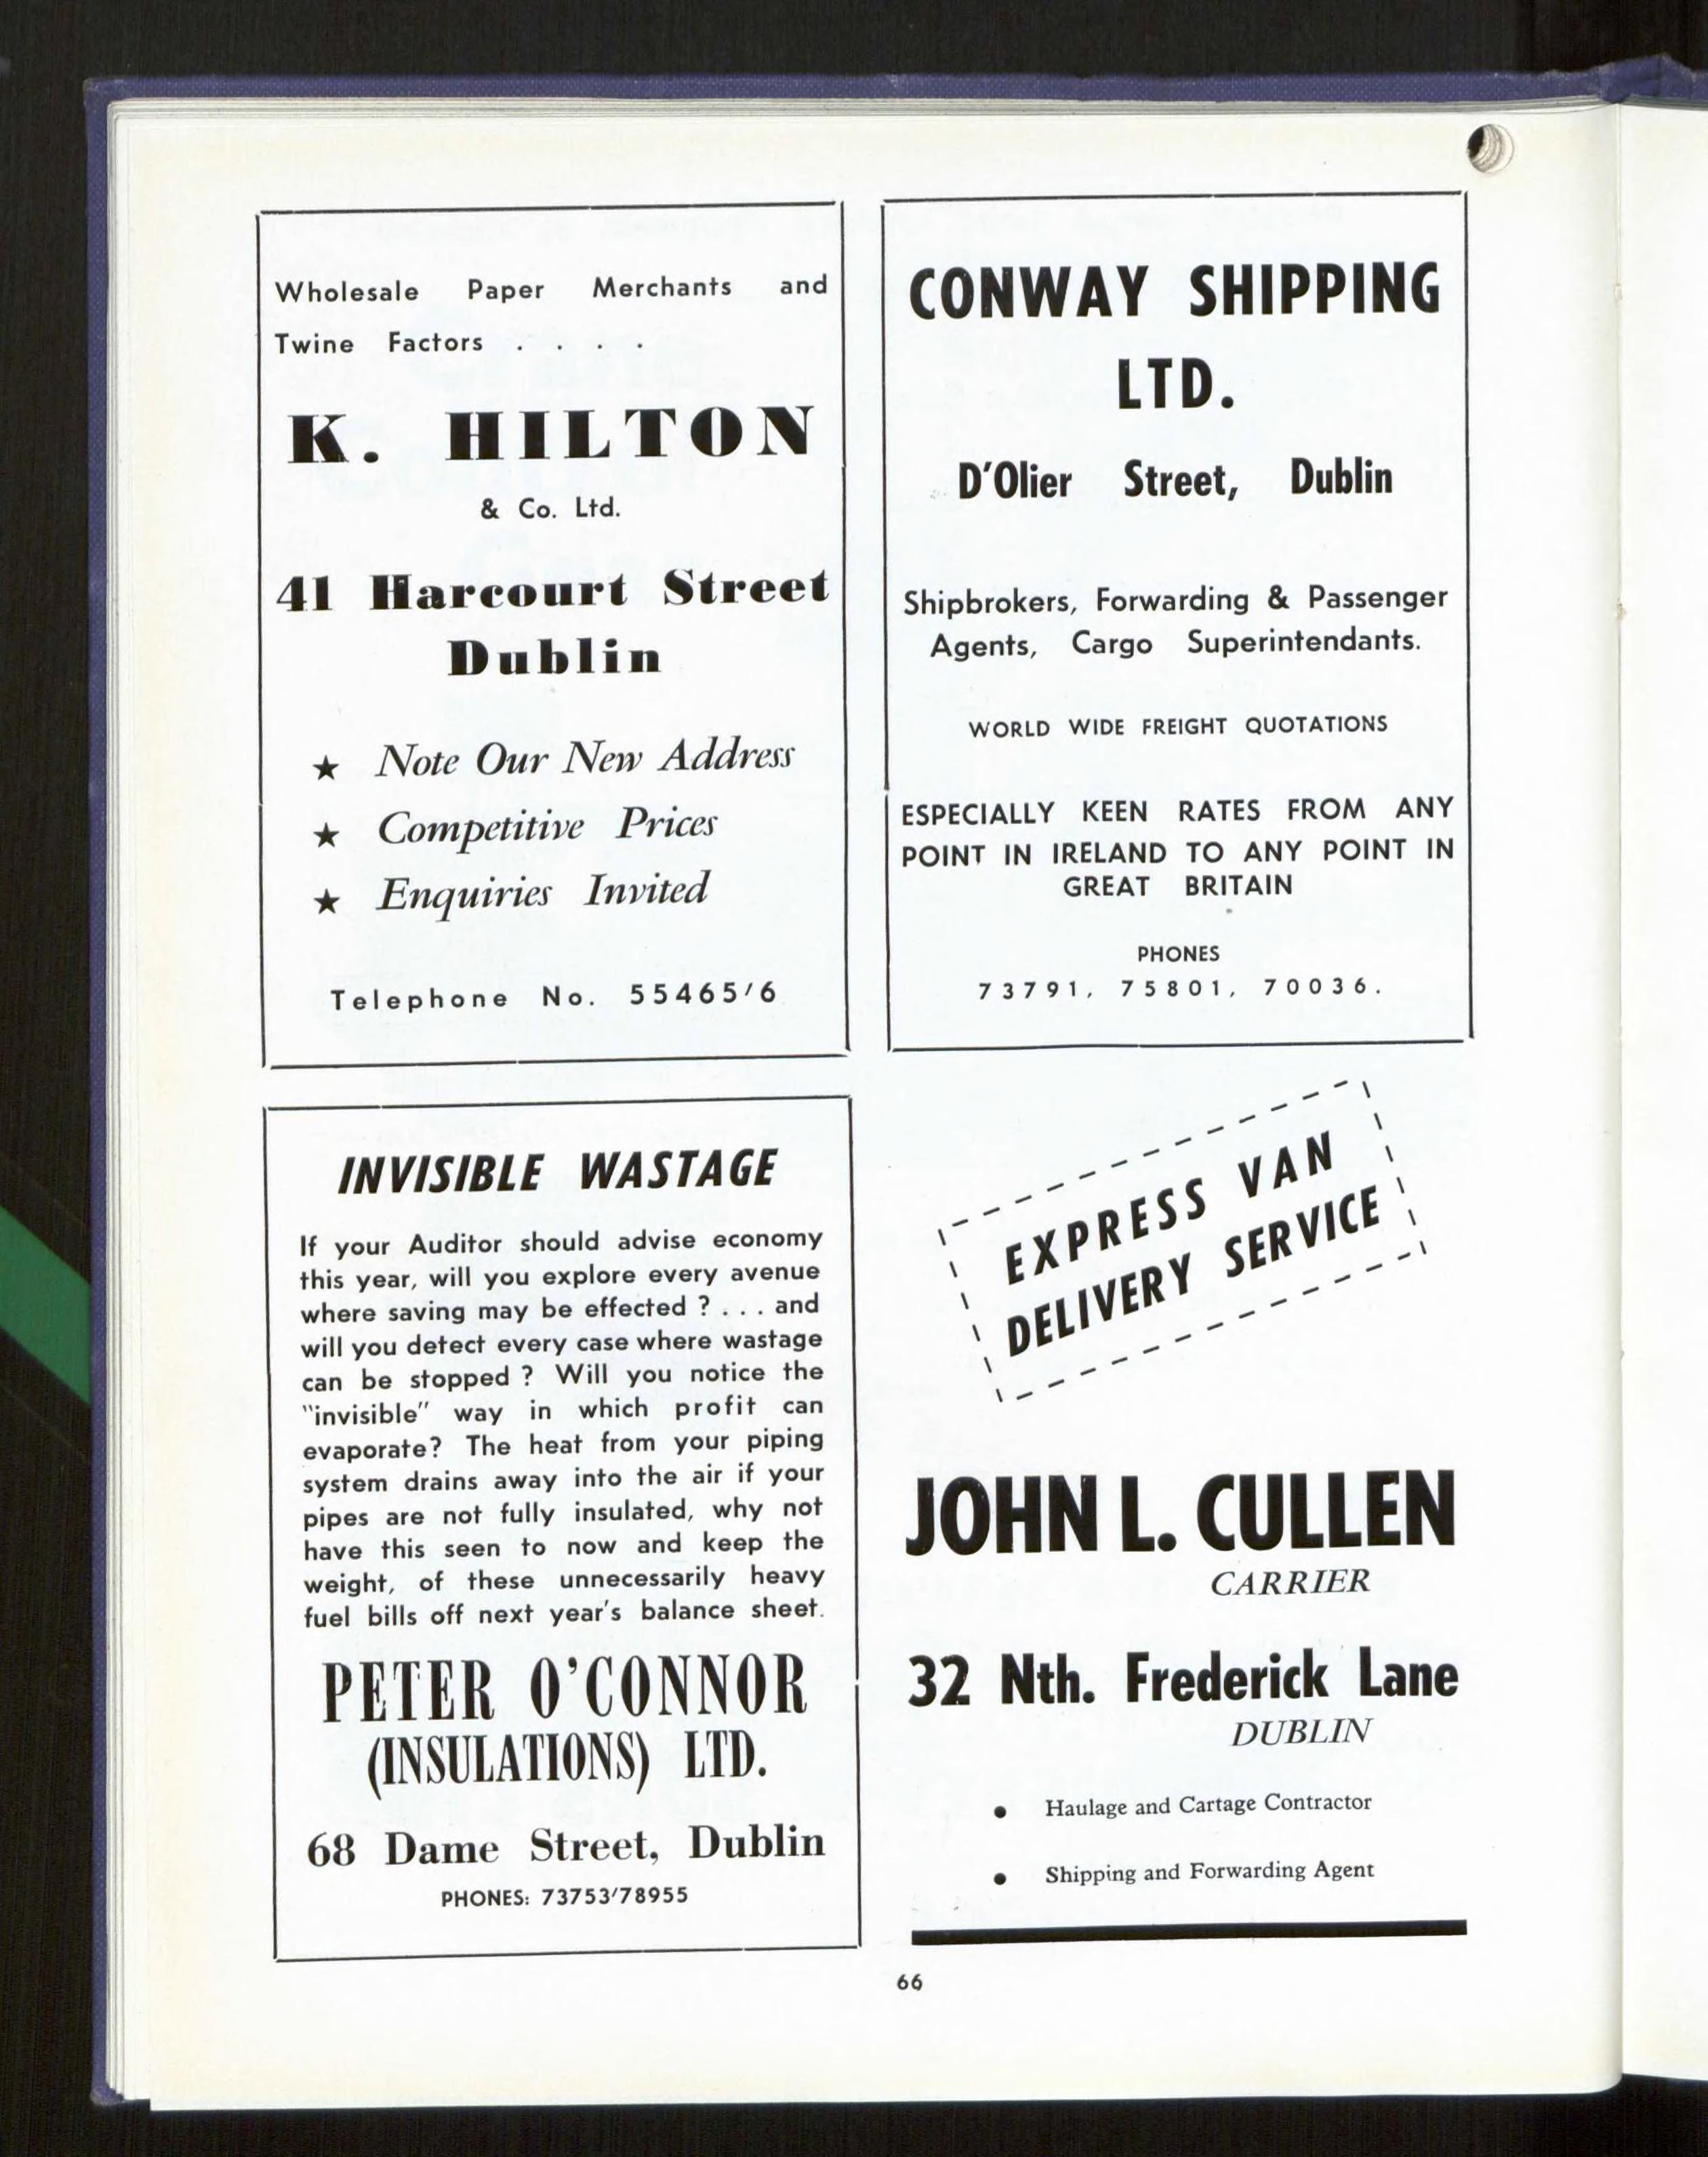 Wholesale Paper Merchants and
Twine Factors . . . .
K. HILTON
& Co. Ltd.
41 Harcourt Street
Dublin
★ Note Our New Address
★ Competitive Prices
★ Enquiries Invited
Telephone No. 55465/6
CONWAY SHIPPING
LTD.
D'Olier Street, Dublin
Shipbrokers, Forwarding & Passenger
Agents, Cargo Superintendants.
WORLD WIDE FREIGHT QUOTATIONS
ESPECIALLY KEEN RATES FROM ANY
POINT IN IRELAND TO ANY POINT IN
GREAT BRITAIN
PHONES
73791, 75801, 70036.
INVISIBLE WASTAGE
If your Auditor should advise economy
this year, will you explore every avenue
where saving may be effected ? . . . and
will you detect every case where wastage
can be stopped ? Will you notice the
"invisible" way in which profit can
evaporate? The heat from your piping
system drains away into the air if your
pipes are not fully insulated, why not
have this seen to now and keep the
weight, of these unnecessarily heavy
fuel bills off next year's balance sheet.
PETER O'CONNOR
(INSULATIONS) LTD.
68 Dame Street, Dublin
PHONES: 73753/78955
EXPRESS VAN
DELIVERY SERVICE
JOHN L. CULLEN
CARRIER
32 Nth. Frederick Lane
DUBLIN
● Haulage and Cartage Contractor
● Shipping and Forwarding Agent
66